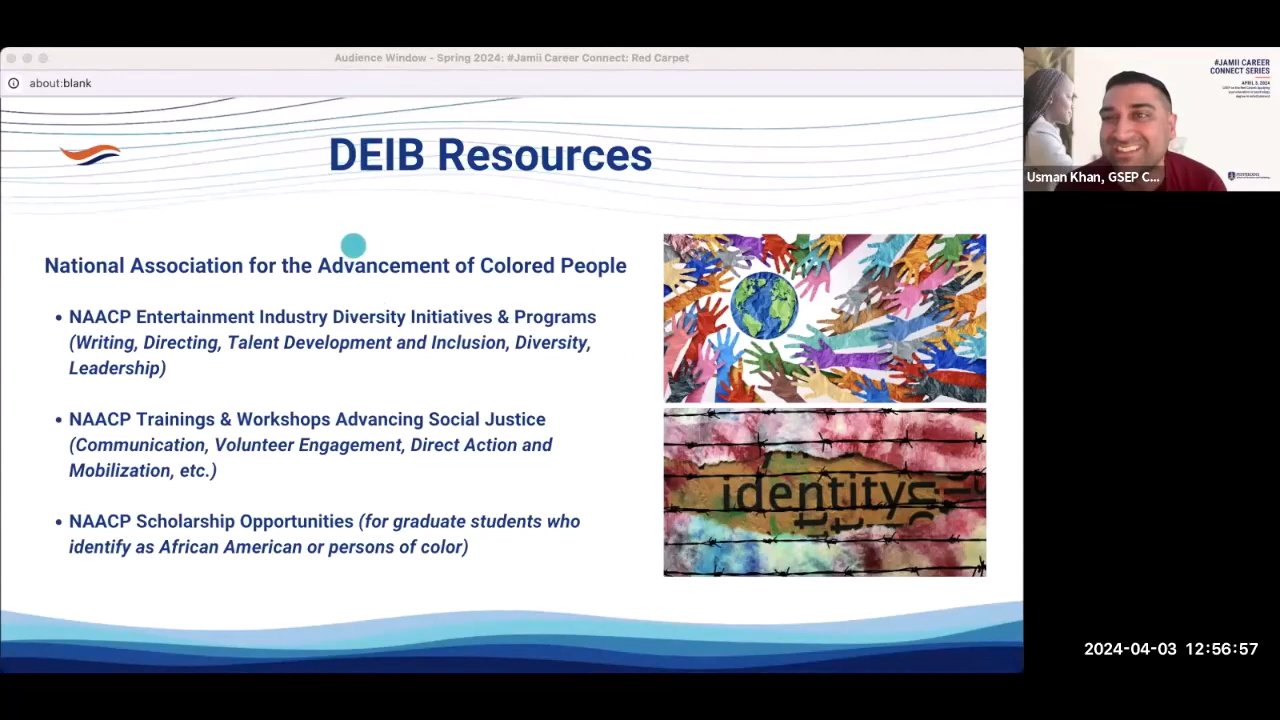 Audience Window - Spring 2024: #Jamii Career Connect: Red Carpet
about:blank
DEIB Resources
National Association for the Advancement of Colored People
• NAACP Entertainment Industry Diversity Initiatives & Programs
(Writing, Directing, Talent Development and Inclusion, Diversity,
Leadership)
• NAACP Trainings & Workshops Advancing Social Justice
(Communication, Volunteer Engagement, Direct Action and
Mobilization, etc.)
• NAACP Scholarship Opportunities (for graduate students who
identify as African American or persons of color)
identity
#JAMII CAREER
CONNECT SERIES
APRIL 3, 2024
Usman Khan, GSEP C...
2024-04-03 12:56:57